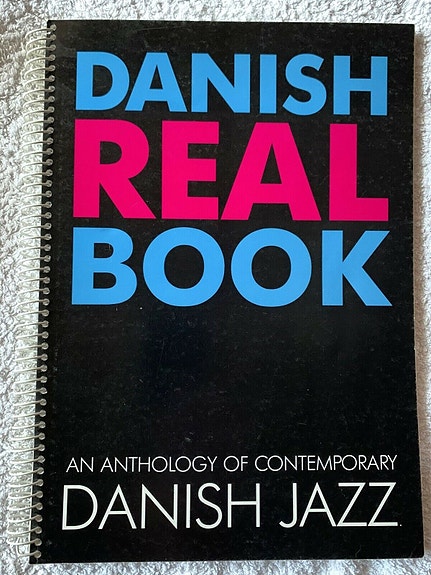 DANISH
REAL
BOOK
AN ANTHOLOGY OF CONTEMPORARY
DANISH JAZZ